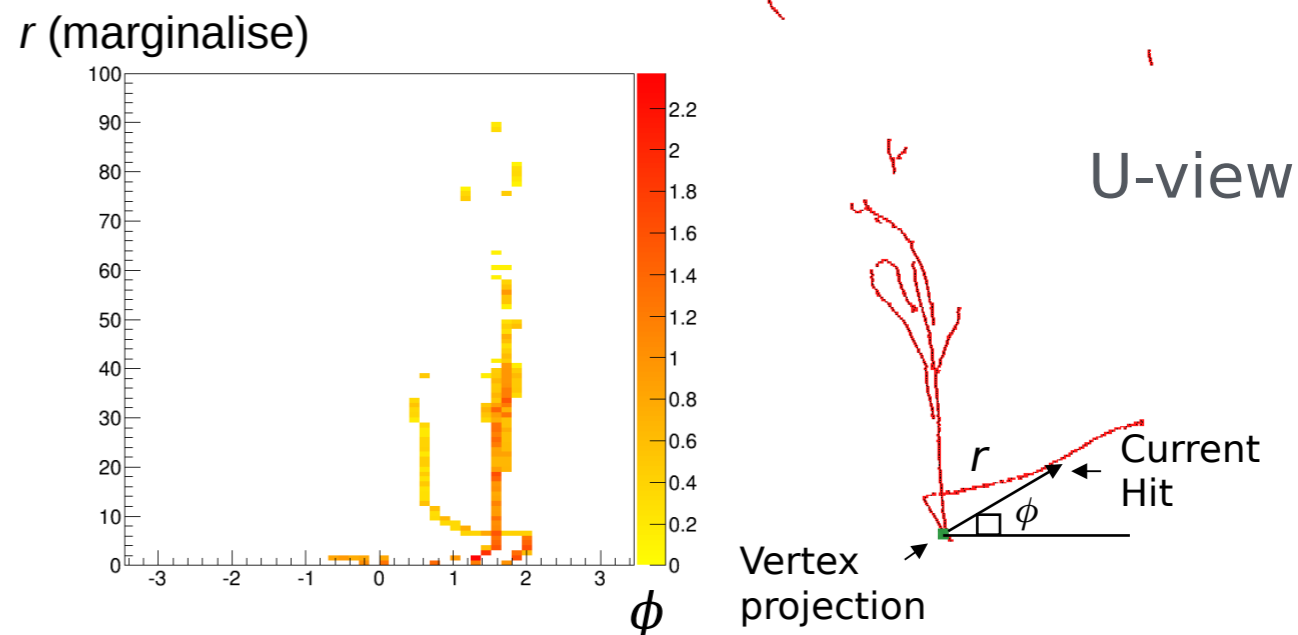 r (marginalise)
100
90
80
70
60
50
40
30
20
10
0
-3 -2 -1 0 1 2 3
ϕ
2.2
2
1.8
1.6
1.4
1.2
1
0.8
0.6
0.4
0.2
0
U-view
r
Current
Hit
ϕ
Vertex
projection